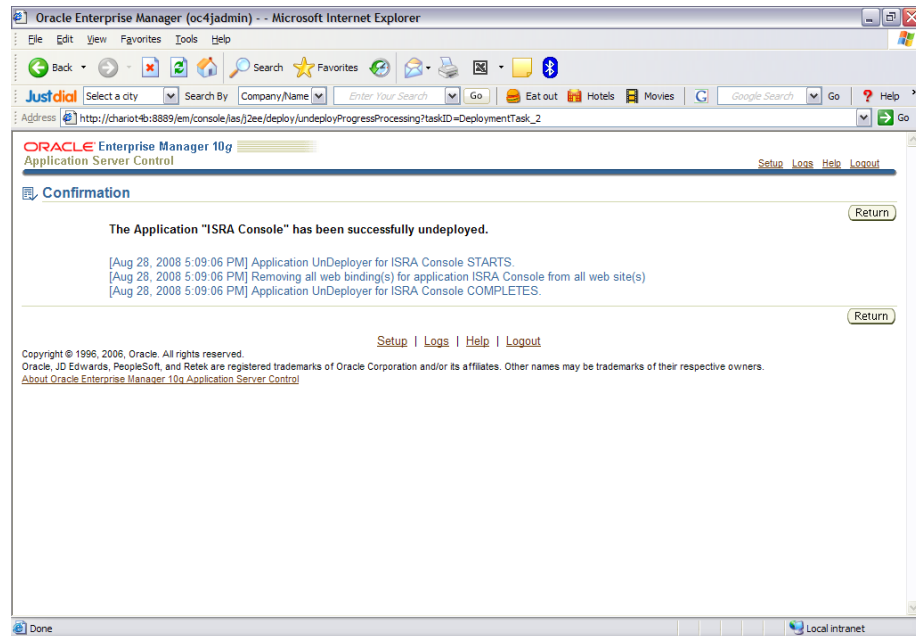 Oracle Enterprise Manager (oc4jadmin) - - Microsoft Internet Explorer
File Edit View Favorites Tools Help
Back Search Favorites
Justdial Select a city Search By Company/Name Enter Your Search Go Eat out Hotels Movies G Google Search Go ? Help
Address http://chariot4b:8889/em/console/ias/j2ee/deploy/undeployProgressProcessing?taskID=DeploymentTask_2 Go
ORACLE Enterprise Manager 10g
Application Server Control
Setup Logs Help Logout
Confirmation
Return
The Application "ISRA Console" has been successfully undeployed.
[Aug 28, 2008 5:09:06 PM] Application UnDeployer for ISRA Console STARTS.
[Aug 28, 2008 5:09:06 PM] Removing all web binding(s) for application ISRA Console from all web site(s)
[Aug 28, 2008 5:09:06 PM] Application UnDeployer for ISRA Console COMPLETES.
Return
Setup | Logs | Help | Logout
Copyright © 1996, 2006, Oracle. All rights reserved.
Oracle, JD Edwards, PeopleSoft, and Retek are registered trademarks of Oracle Corporation and/or its affiliates. Other names may be trademarks of their respective owners.
About Oracle Enterprise Manager 10g Application Server Control
Done Local intranet